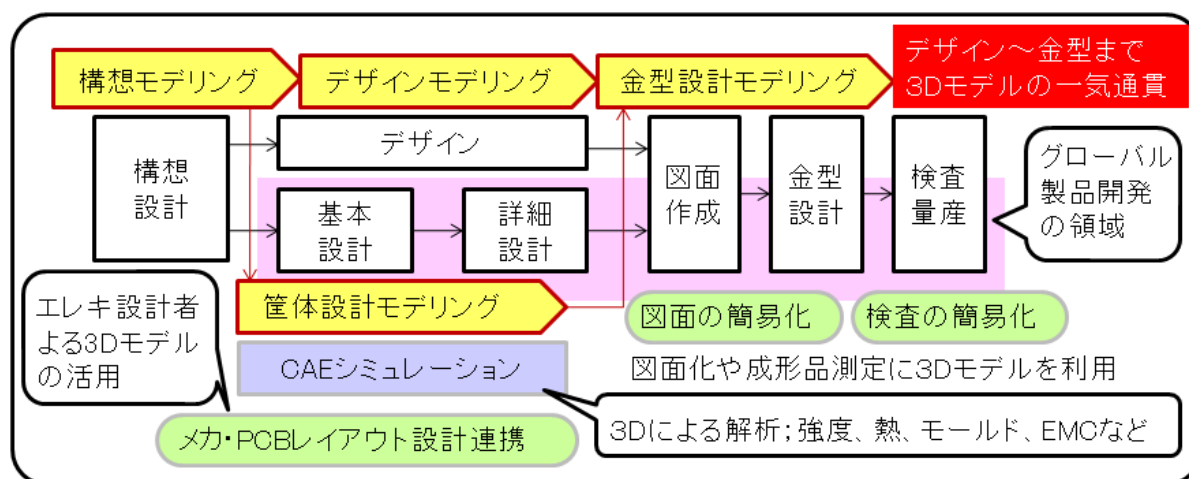 構想モデリング
デザインモデリング
金型設計モデリング
デザイン～金型まで
3Dモデルの一気通貫
構想
設計
デザイン
基本
設計
詳細
設計
図面
作成
金型
設計
検査
量産
グローバル
製品開発
の領域
エレキ設計者
よる3Dモデル
の活用
筐体設計モデリング
図面の簡易化
検査の簡易化
CAEシミュレーション
図面化や成形品測定に3Dモデルを利用
メカ・PCBレイアウト設計連携
3Dによる解析;強度、熱、モールド、EMCなど